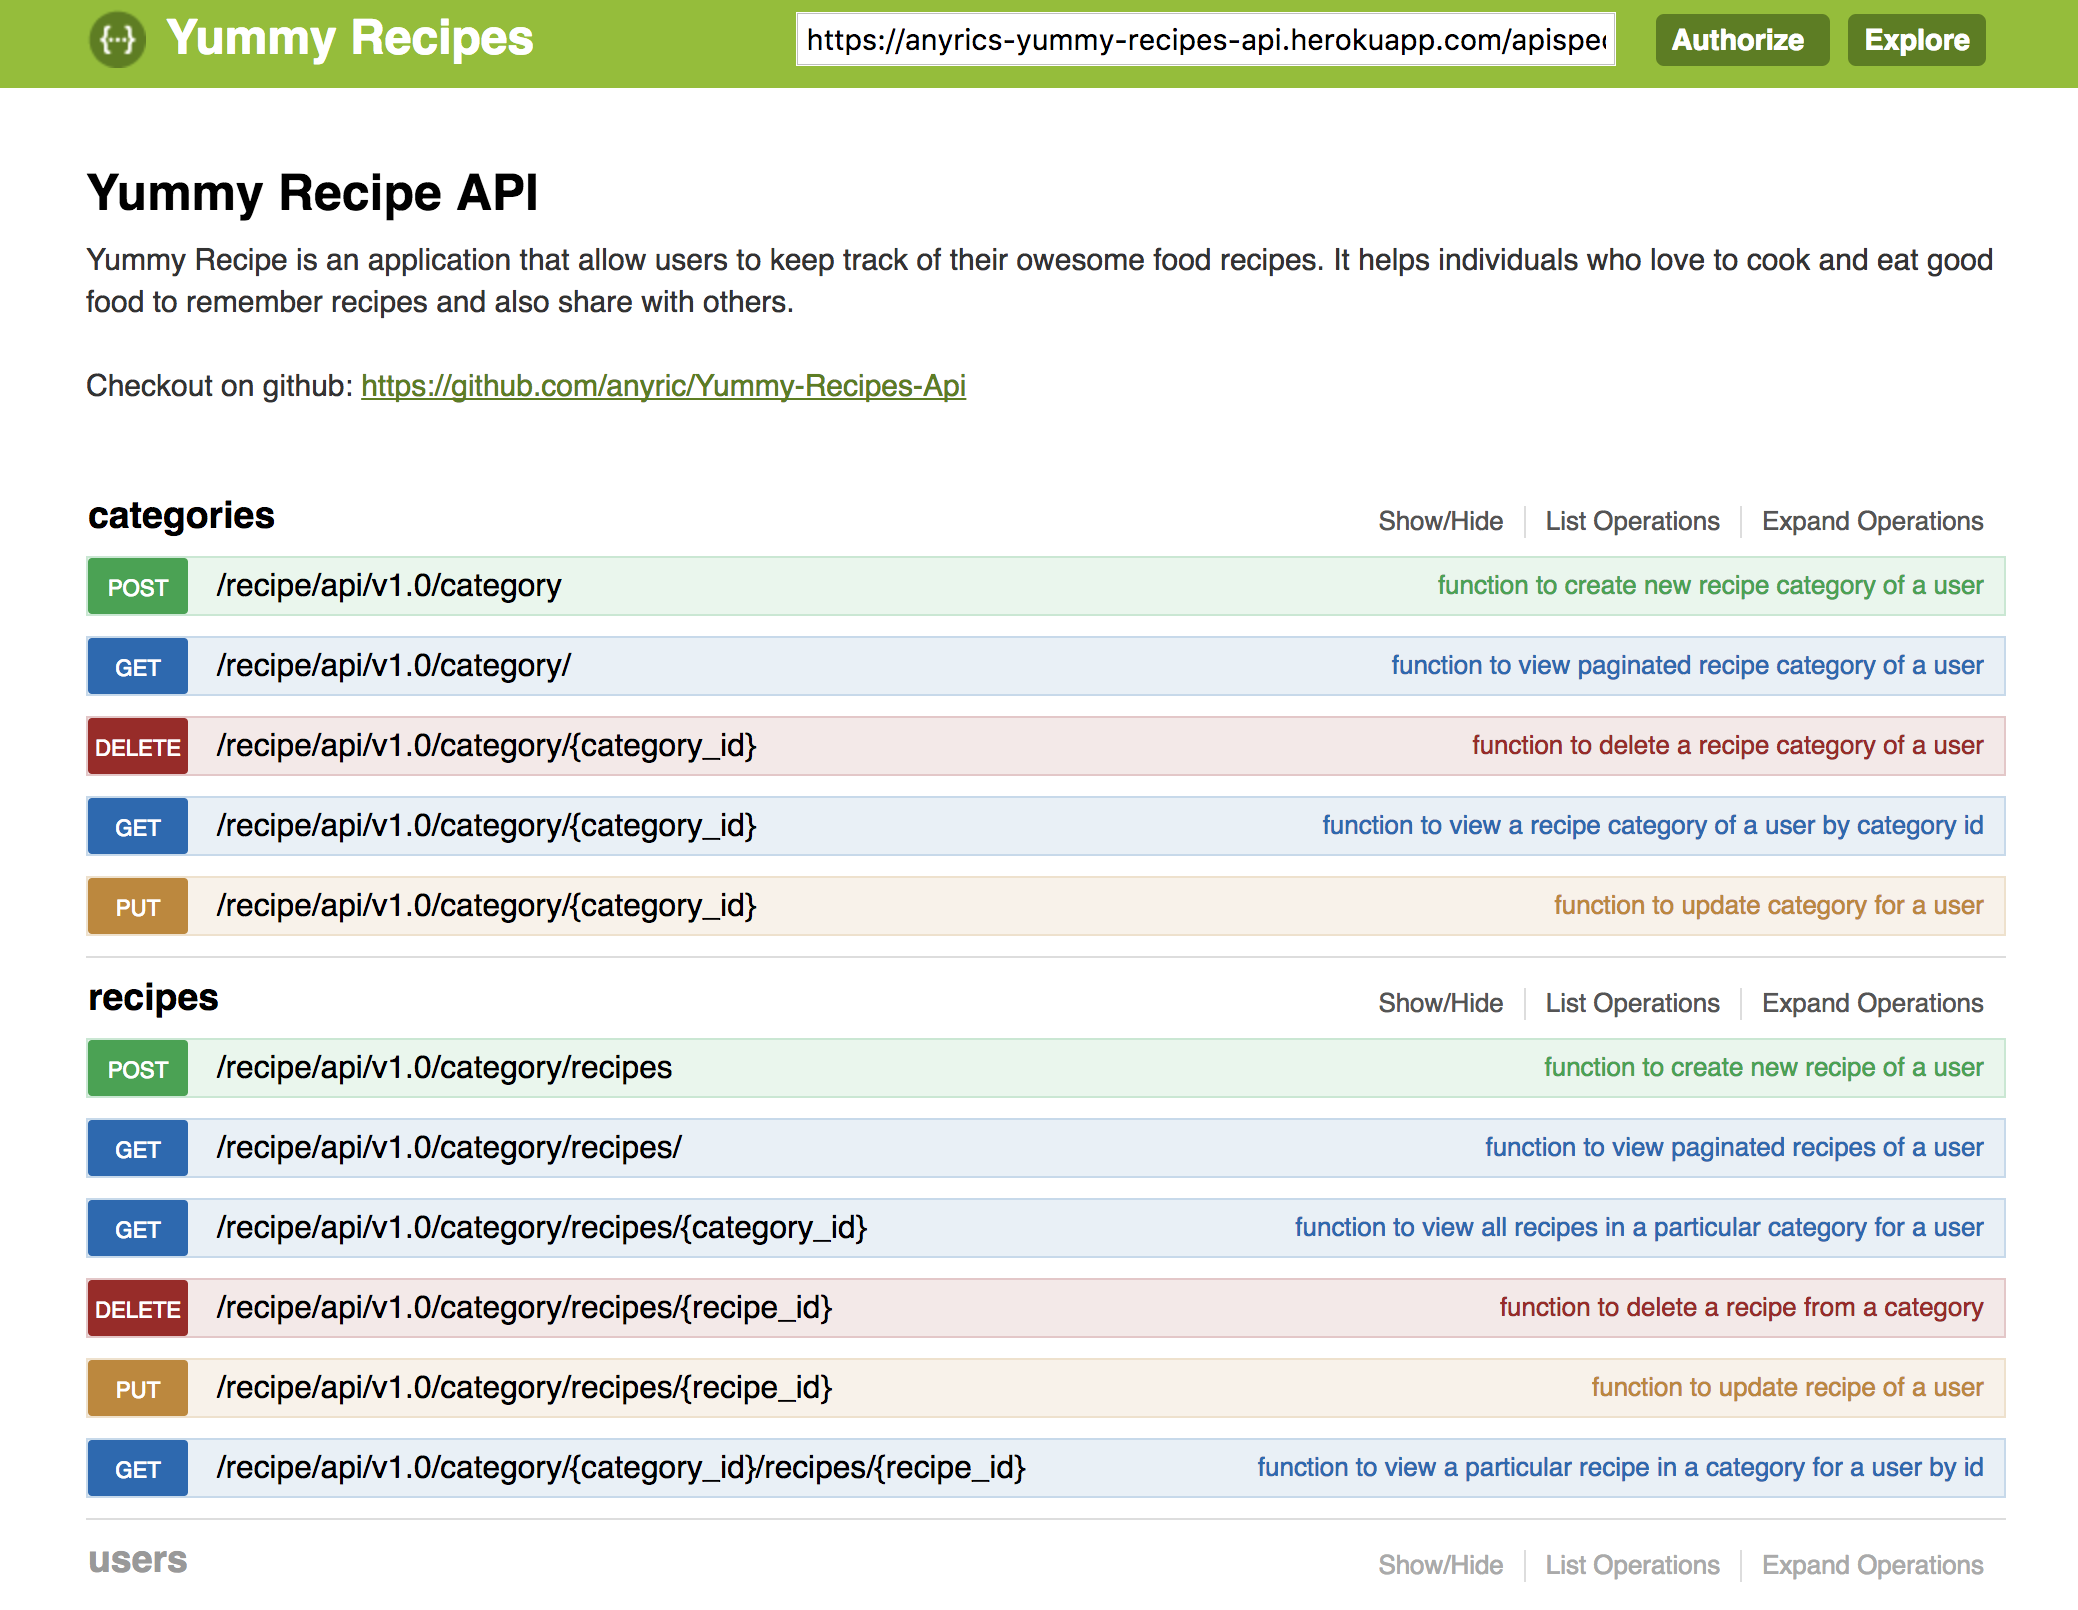 {···} Yummy Recipes https://anyrics-yummy-recipes-api.herokuapp.com/apispec Authorize Explore
Yummy Recipe API
Yummy Recipe is an application that allow users to keep track of their owesome food recipes. It helps individuals who love to cook and eat good
food to remember recipes and also share with others.
Checkout on github: https://github.com/anyric/Yummy-Recipes-Api
categories Show/Hide List Operations Expand Operations
POST /recipe/api/v1.0/category function to create new recipe category of a user
GET /recipe/api/v1.0/category/ function to view paginated recipe category of a user
DELETE /recipe/api/v1.0/category/{category_id} function to delete a recipe category of a user
GET /recipe/api/v1.0/category/{category_id} function to view a recipe category of a user by category id
PUT /recipe/api/v1.0/category/{category_id} function to update category for a user
recipes Show/Hide List Operations Expand Operations
POST /recipe/api/v1.0/category/recipes function to create new recipe of a user
GET /recipe/api/v1.0/category/recipes/ function to view paginated recipes of a user
GET /recipe/api/v1.0/category/recipes/{category_id} function to view all recipes in a particular category for a user
DELETE /recipe/api/v1.0/category/recipes/{recipe_id} function to delete a recipe from a category
PUT /recipe/api/v1.0/category/recipes/{recipe_id} function to update recipe of a user
GET /recipe/api/v1.0/category/{category_id}/recipes/{recipe_id} function to view a particular recipe in a category for a user by id
users Show/Hide List Operations Expand Operations